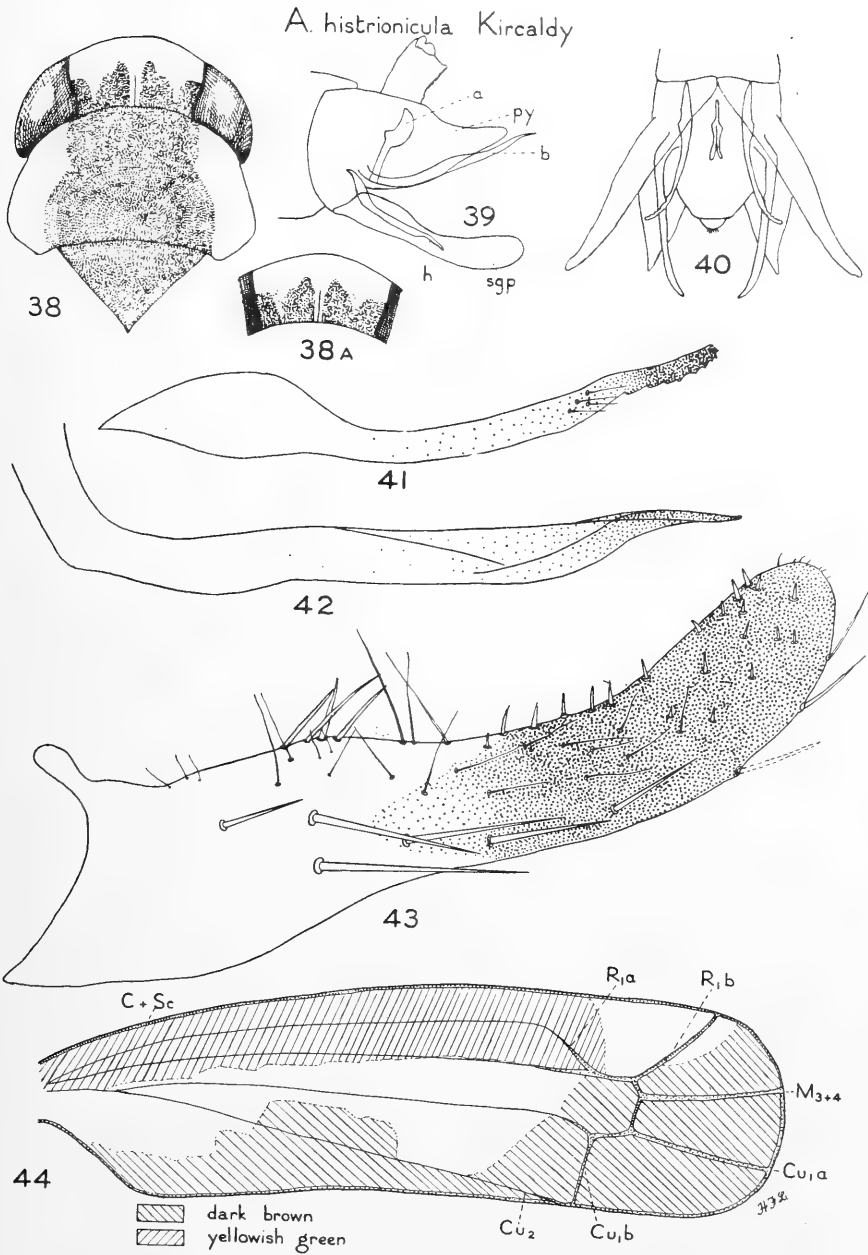 A. histrionicula Kircaldy
a
py
b
39
h
sgp
40
38
38A
41
42
43
R₁a
R₁b
C + Sc
M₃₊₄
Cu₁a
44
dark brown
yellowish green
Cu₂
Cu₁b